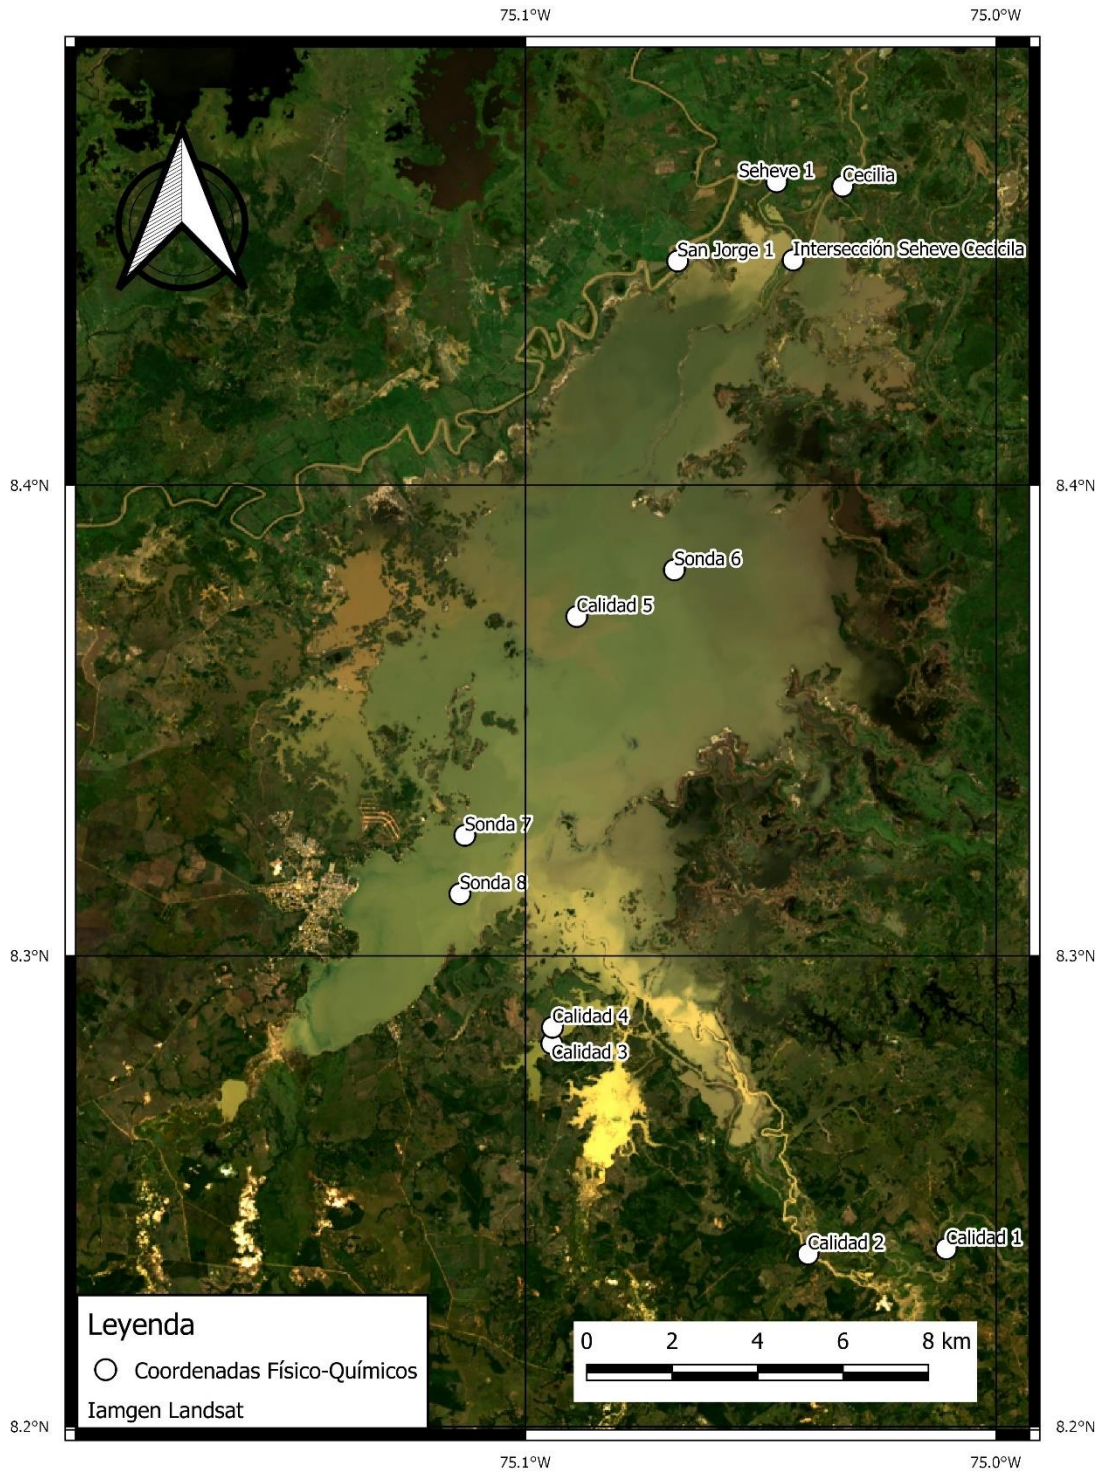 75.1°W 75.0°W
Seheve 1
Cecilia
San Jorge 1
Intersección Seheve Cedicila
8.4°N 8.4°N
Sonda 6
Calidad 5
Sonda 7
Sonda 8
8.3°N 8.3°N
Calidad 4
Calidad 3
Calidad 1
Calidad 2
Leyenda
Coordenadas Físico-Químicos
Iamgen Landsat
0 2 4 6 8 km
8.2°N 8.2°N
75.1°W 75.0°W